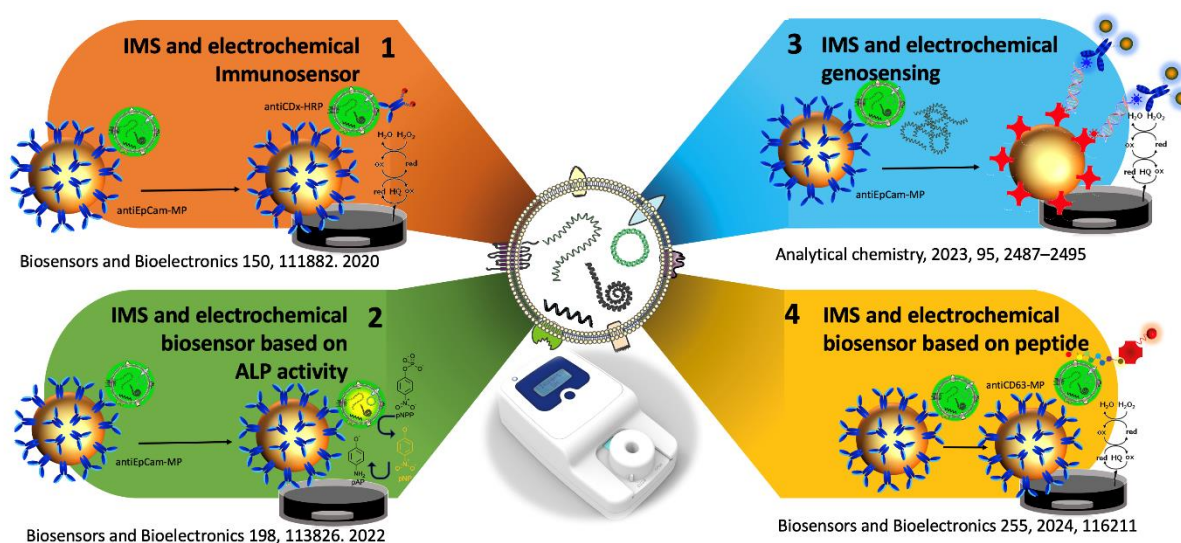 IMS and electrochemical
Immunosensor
1
antiCDx-HRP
H₂O H₂O₂
ox red
red HQ ox
antiEpCam-MP
Biosensors and Bioelectronics 150, 111882. 2020
IMS and electrochemical
biosensor based on
ALP activity
2
pNPP
antiEpCam-MP
NH₂
pAP
pNP
Biosensors and Bioelectronics 198, 113826. 2022
3
IMS and electrochemical
genosensing
H₂O H₂O₂
ox red
red HQ ox
antiEpCam-MP
Analytical chemistry, 2023, 95, 2487–2495
4
IMS and electrochemical
biosensor based on peptide
antiCD63-MP
H₂O H₂O₂
ox red
red HQ ox
Biosensors and Bioelectronics 255, 2024, 116211